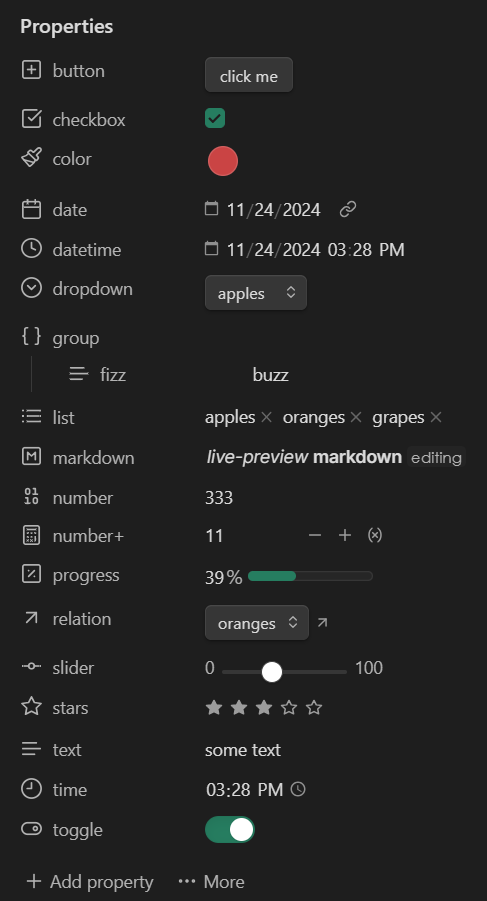 Properties
button click me
checkbox
color
date 11/24/2024
datetime 11/24/2024 03:28 PM
dropdown apples
group
fizz buzz
list apples oranges grapes
markdown live-preview markdown editing
number 333
number+ 11
progress 39%
relation oranges
slider 0 100
stars
text some text
time 03:28 PM
toggle
+ Add property ••• More